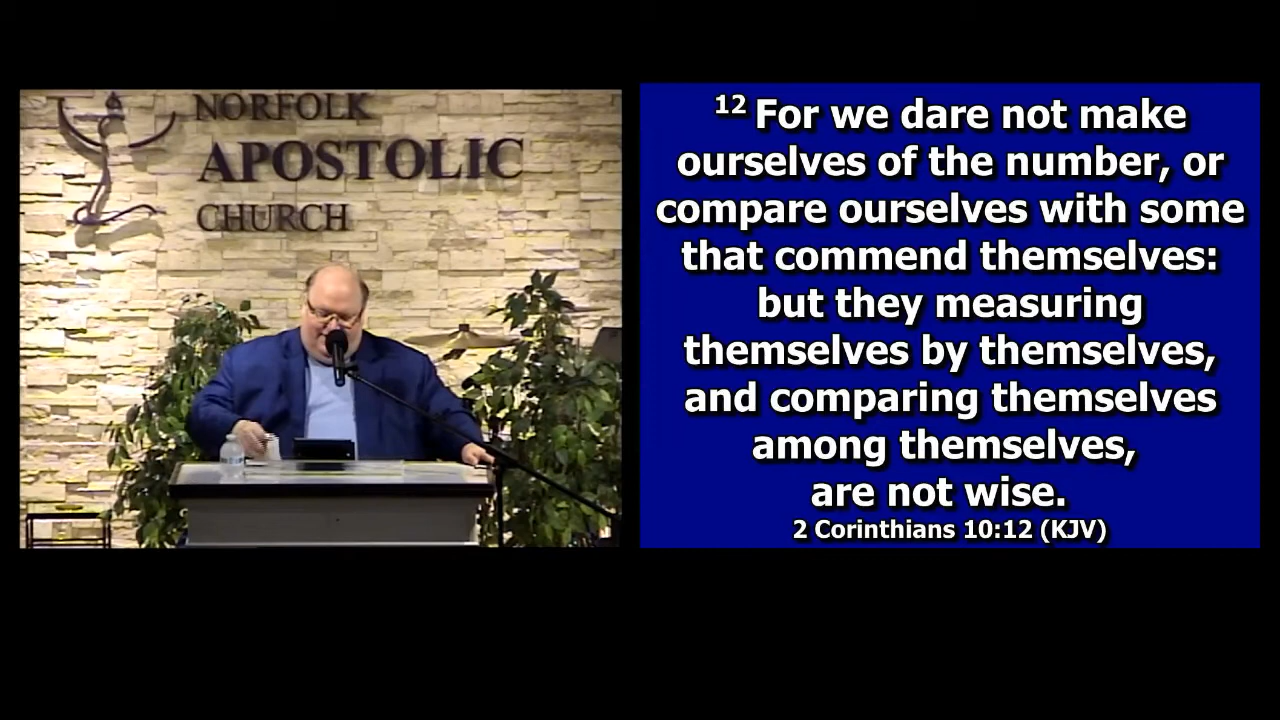 NORFOLK
APOSTOLIC
CHURCH
12 For we dare not make
ourselves of the number, or
compare ourselves with some
that commend themselves:
but they measuring
themselves by themselves,
and comparing themselves
among themselves,
are not wise.
2 Corinthians 10:12 (KJV)